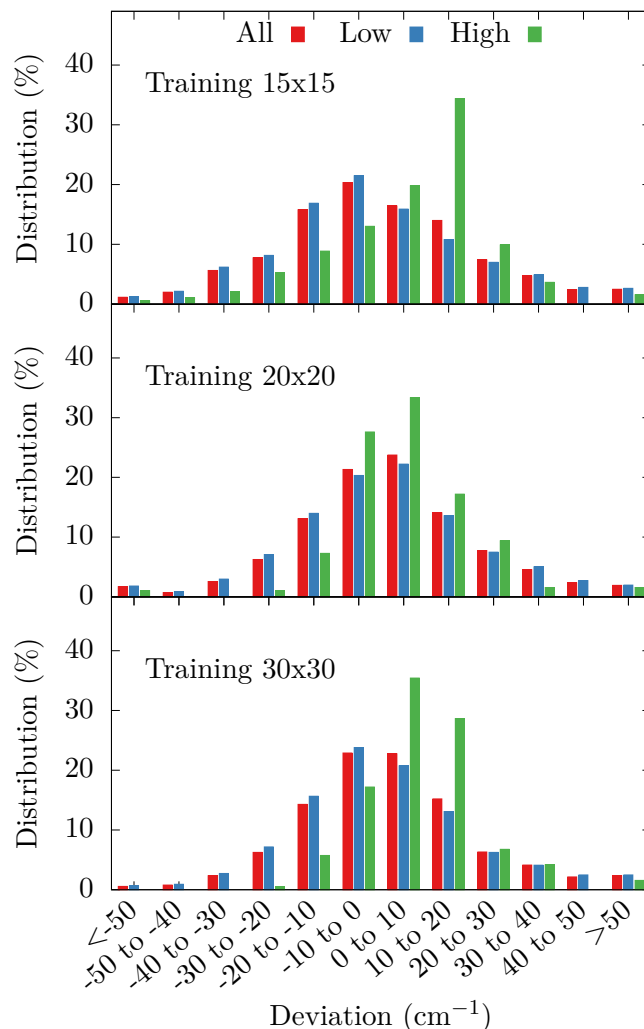 All Low High
Distribution (%)
40
30
20
10
0
Training 15x15
Distribution (%)
40
30
20
10
0
Training 20x20
Distribution (%)
40
30
20
10
0
Training 30x30
<-50
-50 to -40
-40 to -30
-30 to -20
-20 to -10
-10 to 0
0 to 10
10 to 20
20 to 30
30 to 40
40 to 50
>50
Deviation (cm⁻¹)